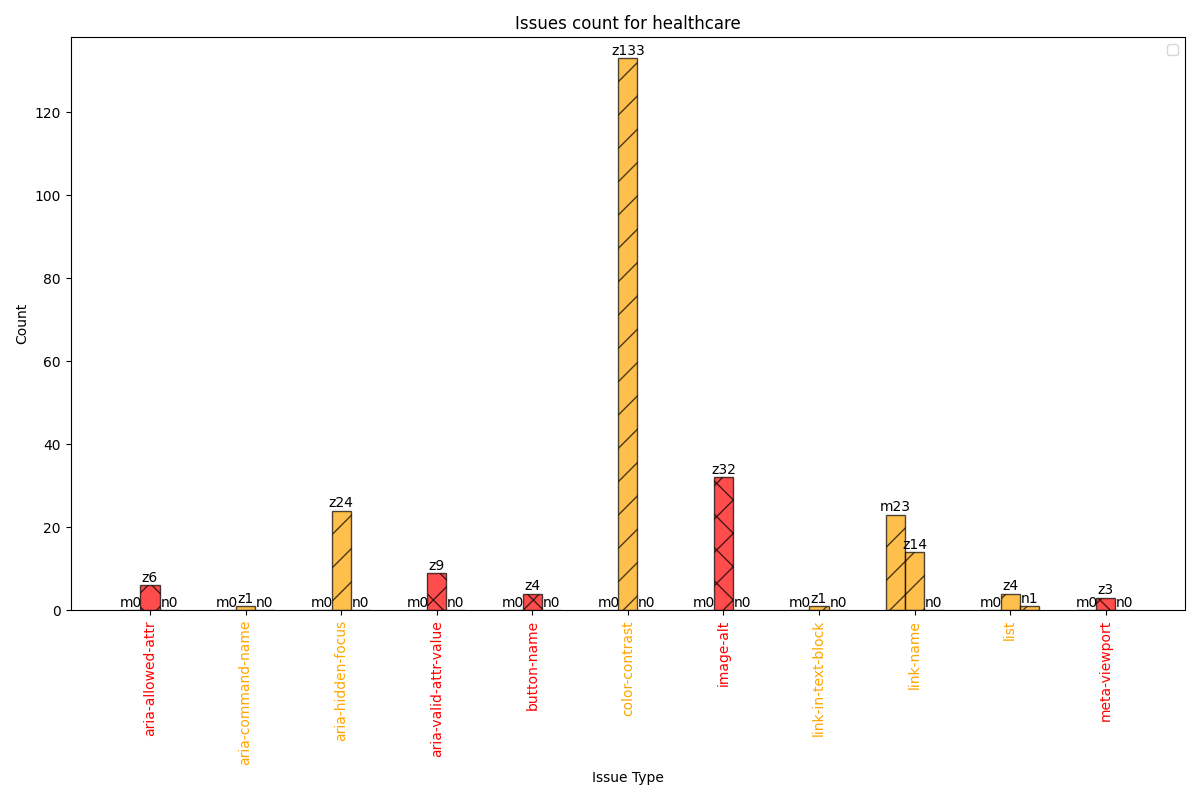 Issues count for healthcare
Count
120
100
80
60
40
20
0
m0 z6 n0
m0 z1 n0
m0 z24 n0
m0 z9 n0
m0 z4 n0
m0 z133 n0
m0 z32 n0
m0 z1 n0
m23 z14 n0
m0 z4 n1
m0 z3 n0
aria-allowed-attr
aria-command-name
aria-hidden-focus
aria-valid-attr-value
button-name
color-contrast
image-alt
link-in-text-block
link-name
list
meta-viewport
Issue Type